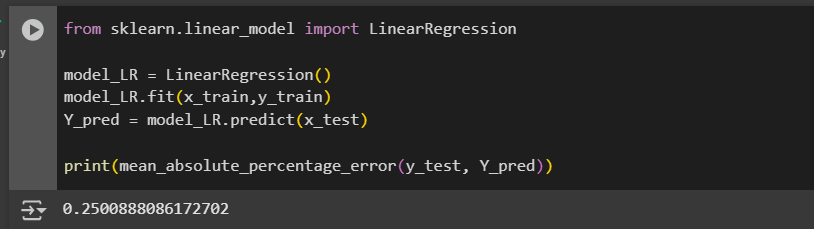 from sklearn.linear_model import LinearRegression
model_LR = LinearRegression()
model_LR.fit(x_train,y_train)
Y_pred = model_LR.predict(x_test)
print(mean_absolute_percentage_error(y_test, Y_pred))
0.2500888086172702